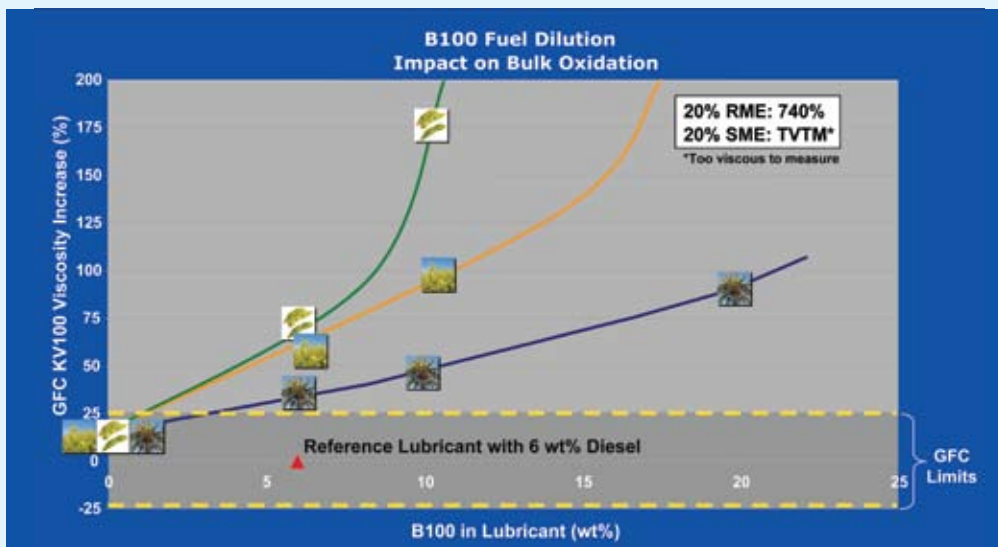 B100 Fuel Dilution
Impact on Bulk Oxidation
GFC KV100 Viscosity Increase (%)
200
175
150
125
100
75
50
25
0
-25
20% RME: 740%
20% SME: TVTM*
*Too viscous to measure
Reference Lubricant with 6 wt% Diesel
0 5 10 15 20 25
GFC
Limits
B100 in Lubricant (wt%)